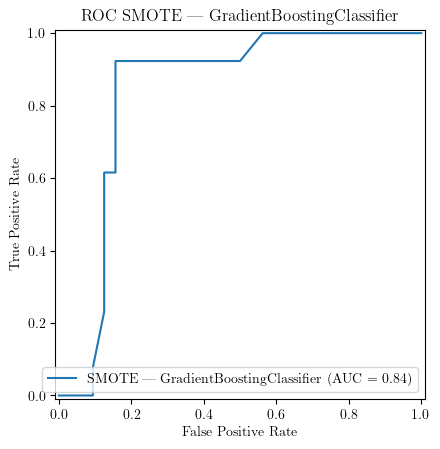 ROC SMOTE — GradientBoostingClassifier
1.0
0.8
0.6
0.4
0.2
0.0
True Positive Rate
SMOTE — GradientBoostingClassifier (AUC = 0.84)
0.0 0.2 0.4 0.6 0.8 1.0
False Positive Rate